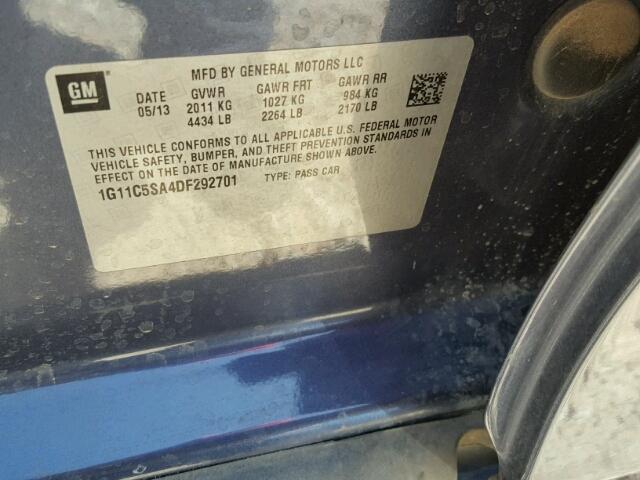 GM
MFD BY GENERAL MOTORS LLC
DATE GVWR GAWR FRT GAWR RR
05/13 2011 KG 1027 KG 984 KG
4434 LB 2264 LB 2170 LB
THIS VEHICLE CONFORMS TO ALL APPLICABLE U.S. FEDERAL MOTOR
VEHICLE SAFETY, BUMPER, AND THEFT PREVENTION STANDARDS IN
EFFECT ON THE DATE OF MANUFACTURE SHOWN ABOVE.
1G11C5SA4DF292701 TYPE: PASS CAR